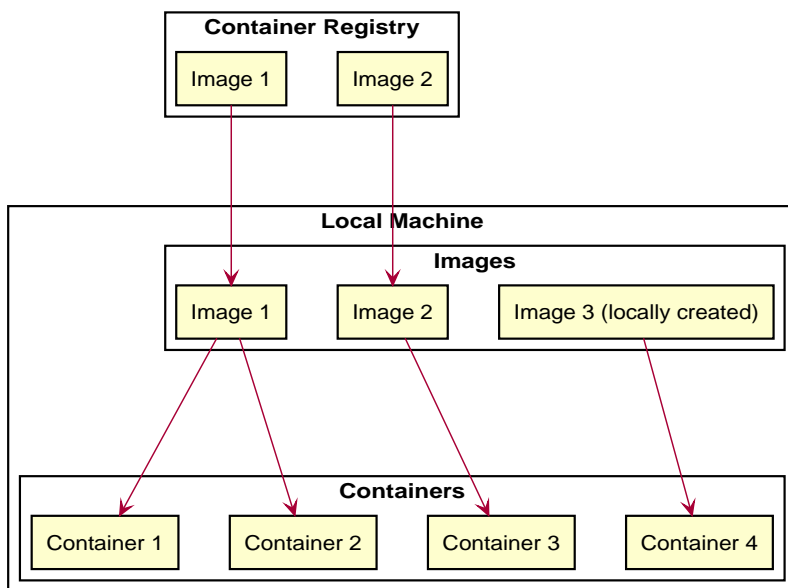 Container Registry
Image 1
Image 2
Local Machine
Images
Image 1
Image 2
Image 3 (locally created)
Containers
Container 1
Container 2
Container 3
Container 4